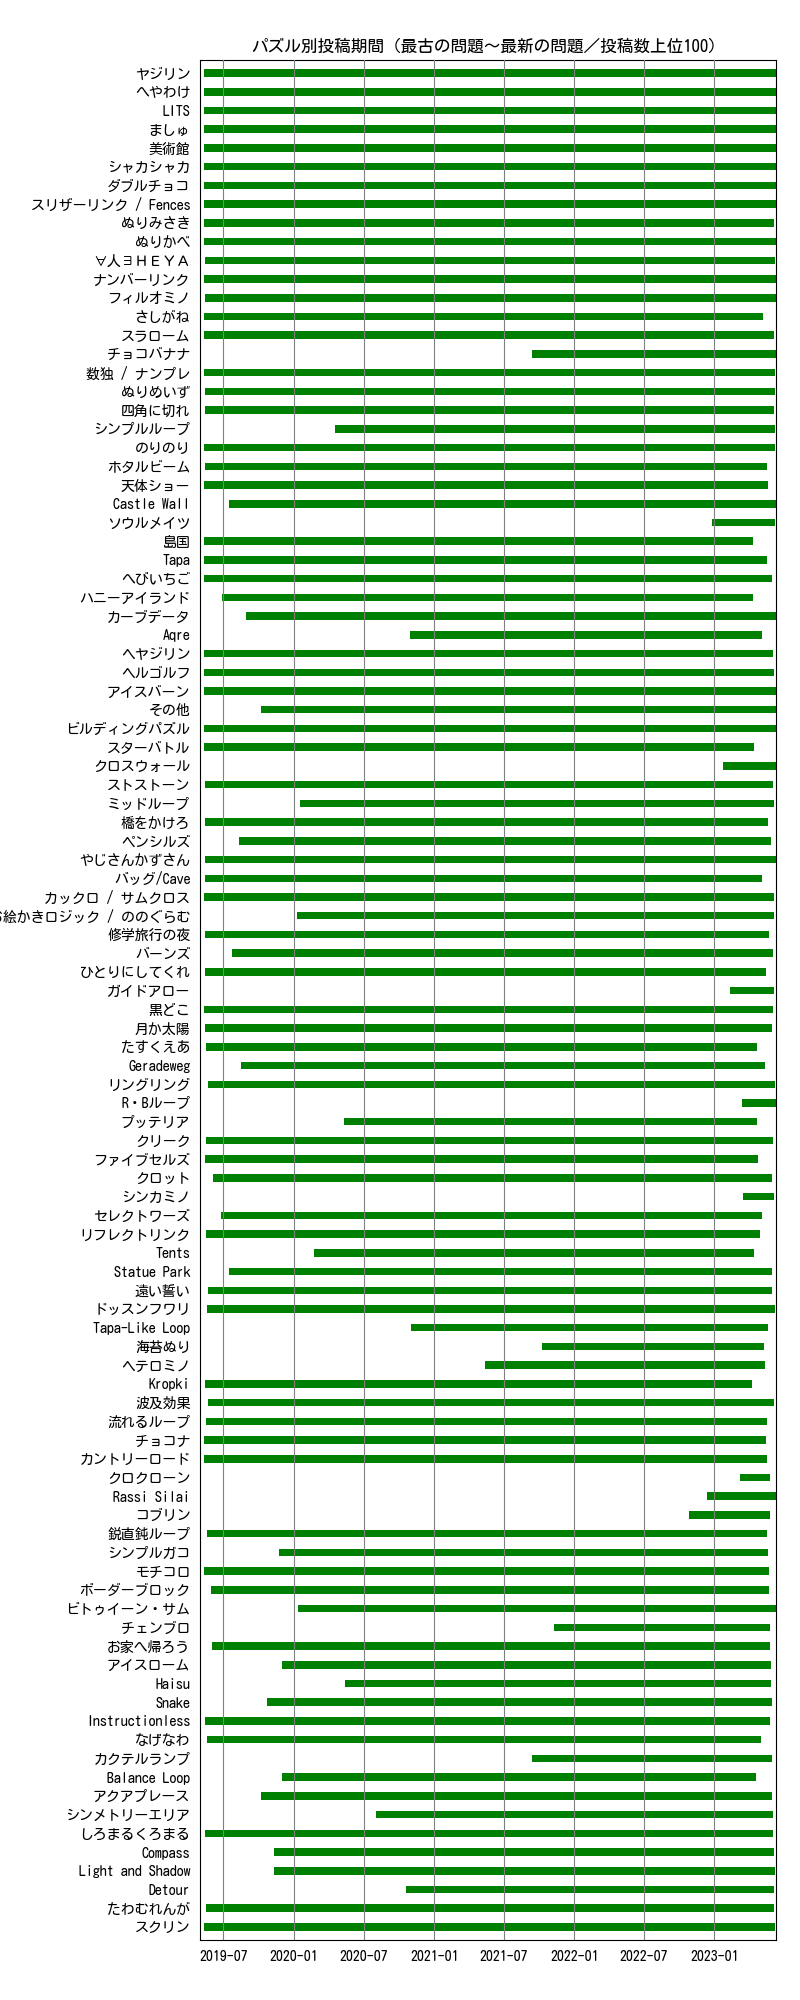 パズル別投稿期間（最古の問題～最新の問題／投稿数上位100）
ヤジリン
へやわけ
LITS
ましゅ
美術館
シャカシャカ
ダブルチョコ
スリザーリンク / Fences
ぬりみさき
ぬりかべ
∀人∃ＨＥＹＡ
ナンバーリンク
フィルオミノ
さしがね
スラローム
チョコバナナ
数独 / ナンプレ
ぬりめいず
四角に切れ
シンプルループ
のりのり
ホタルビーム
天体ショー
Castle Wall
ソウルメイツ
島国
Tapa
へびいちご
ハニーアイランド
カーブデータ
Aqre
ヘヤジリン
ヘルゴルフ
アイスバーン
その他
ビルディングパズル
スターバトル
クロスウォール
ストストーン
ミッドループ
橋をかけろ
ペンシルズ
やじさんかずさん
バッグ/Cave
カックロ / サムクロス
絵かきロジック / ののぐらむ
修学旅行の夜
バーンズ
ひとりにしてくれ
ガイドアロー
黒どこ
月か太陽
たすくえあ
Geradeweg
リングリング
R・Bループ
プッテリア
クリーク
ファイブセルズ
クロット
シンカミノ
セレクトワーズ
リフレクトリンク
Tents
Statue Park
遠い誓い
ドッスンフワリ
Tapa-Like Loop
海苔ぬり
ヘテロミノ
Kropki
波及効果
流れるループ
チョコナ
カントリーロード
クロクローン
Rassi Silai
コブリン
鋭直鈍ループ
シンプルガコ
モチコロ
ボーダーブロック
ビトゥイーン・サム
チェンブロ
お家へ帰ろう
アイスローム
Haisu
Snake
Instructionless
なげなわ
カクテルランプ
Balance Loop
アクアプレース
シンメトリーエリア
しろまるくろまる
Compass
Light and Shadow
Detour
たわむれんが
スクリン
2019-07 2020-01 2020-07 2021-01 2021-07 2022-01 2022-07 2023-01